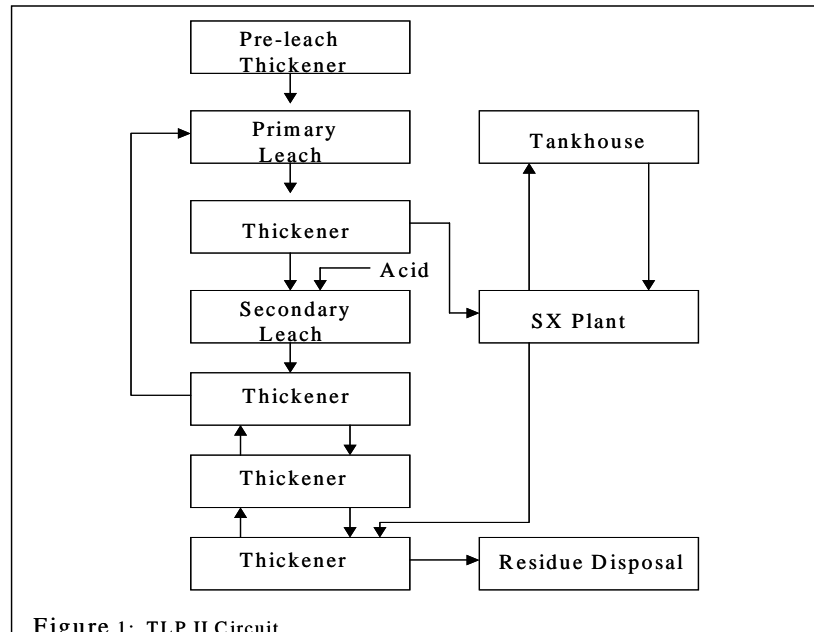 Pre-leach
Thickener
Primary
Leach
Tankhouse
Thickener
Acid
Secondary
Leach
SX Plant
Thickener
Thickener
Thickener
Residue Disposal
Figure 1: TLP II Circuit